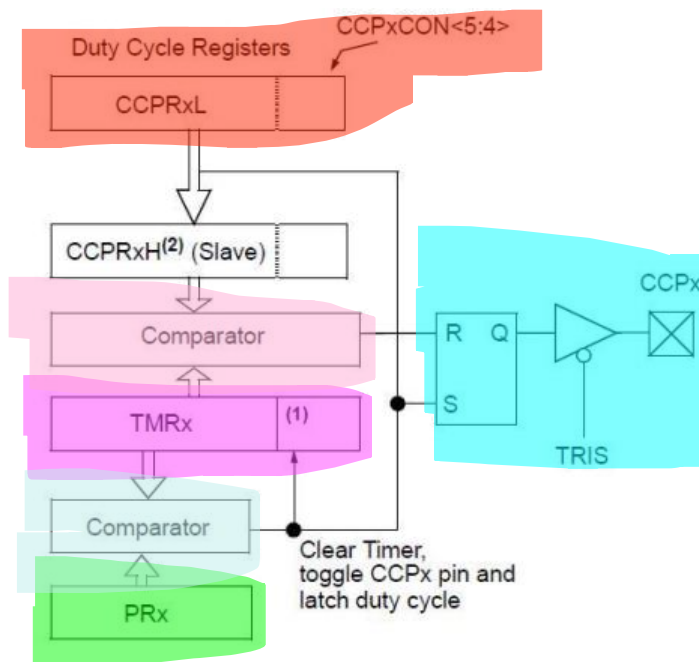 Duty Cycle Registers
CCPxCON<5:4>
CCPRxL
CCPRxH(2) (Slave)
CCPx
Comparator
R
Q
TMRx
(1)
S
TRIS
Comparator
Clear Timer,
toggle CCPx pin and
latch duty cycle
PRx